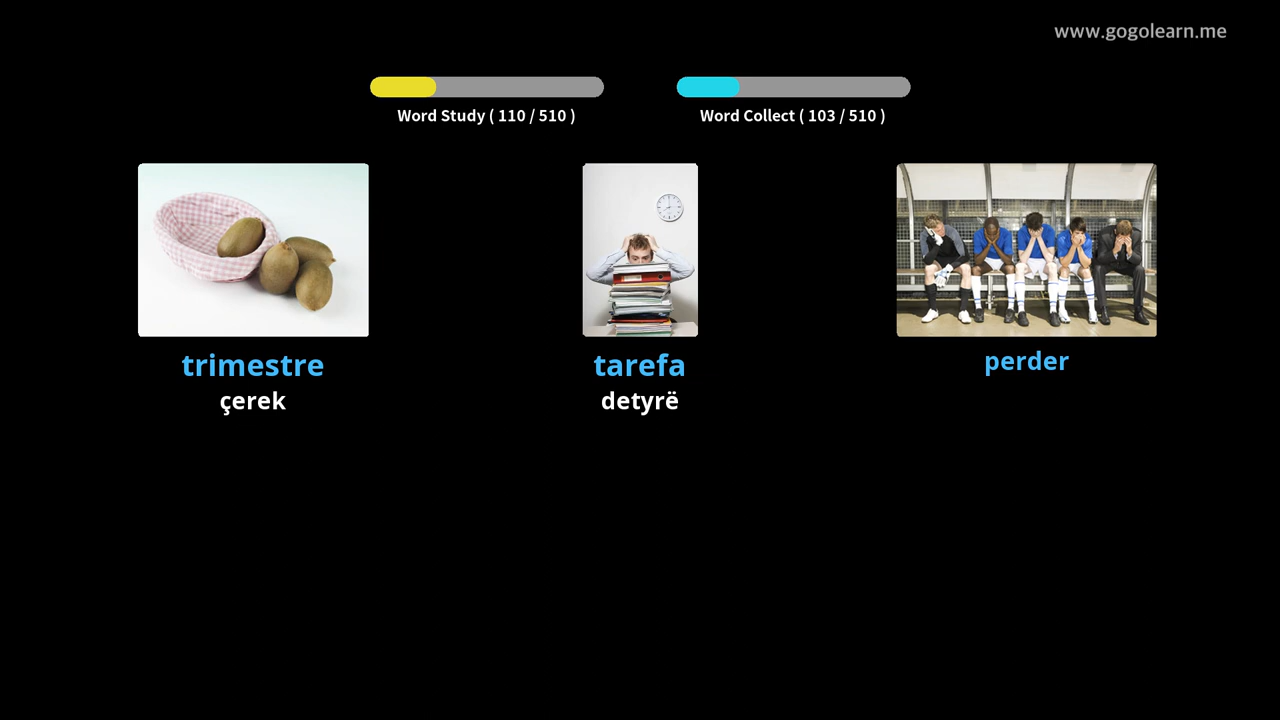 www.gogolearn.me
Word Study ( 110 / 510 )
Word Collect ( 103 / 510 )
trimestre
çerek
tarefa
detyrë
perder